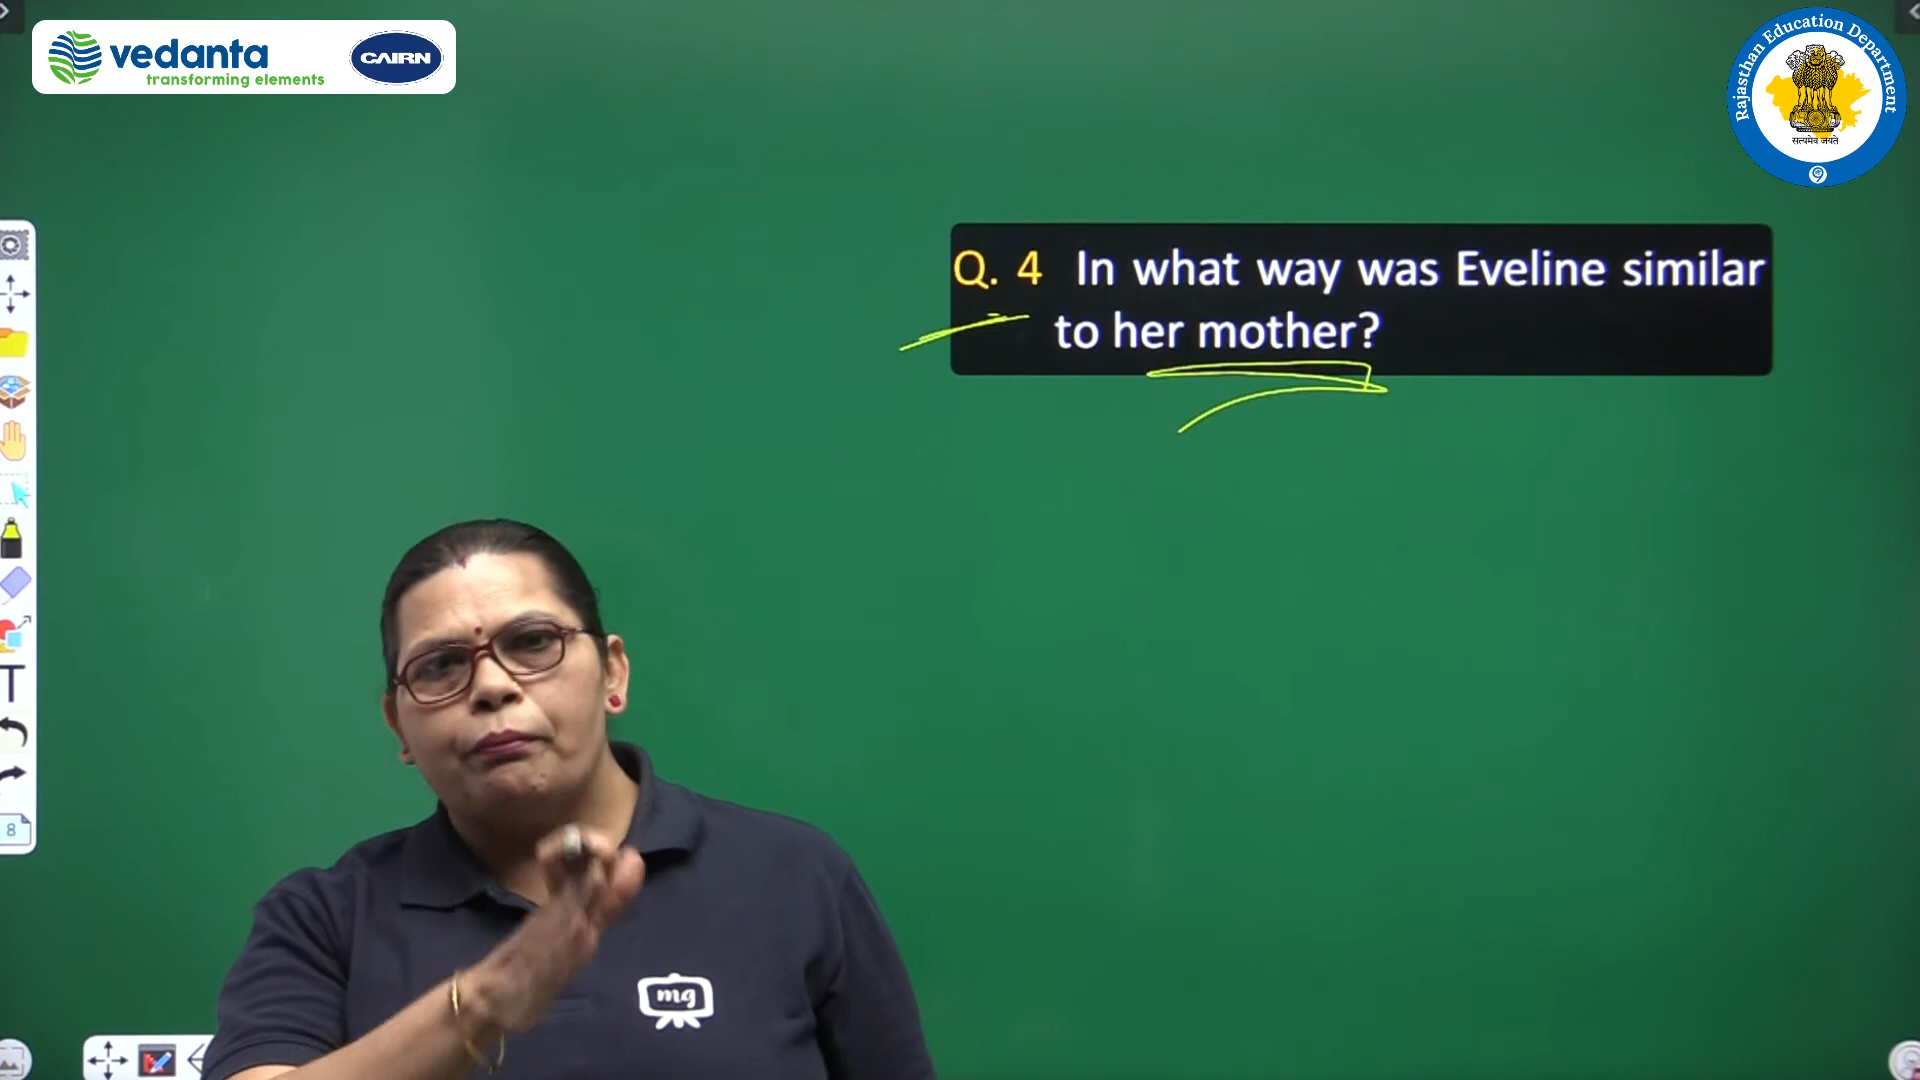 vedanta
transforming elements
CAIRN
Rajasthan Education Department
सत्यमेव जयते
Q. 4 In what way was Eveline similar
to her mother?
T
8
mg